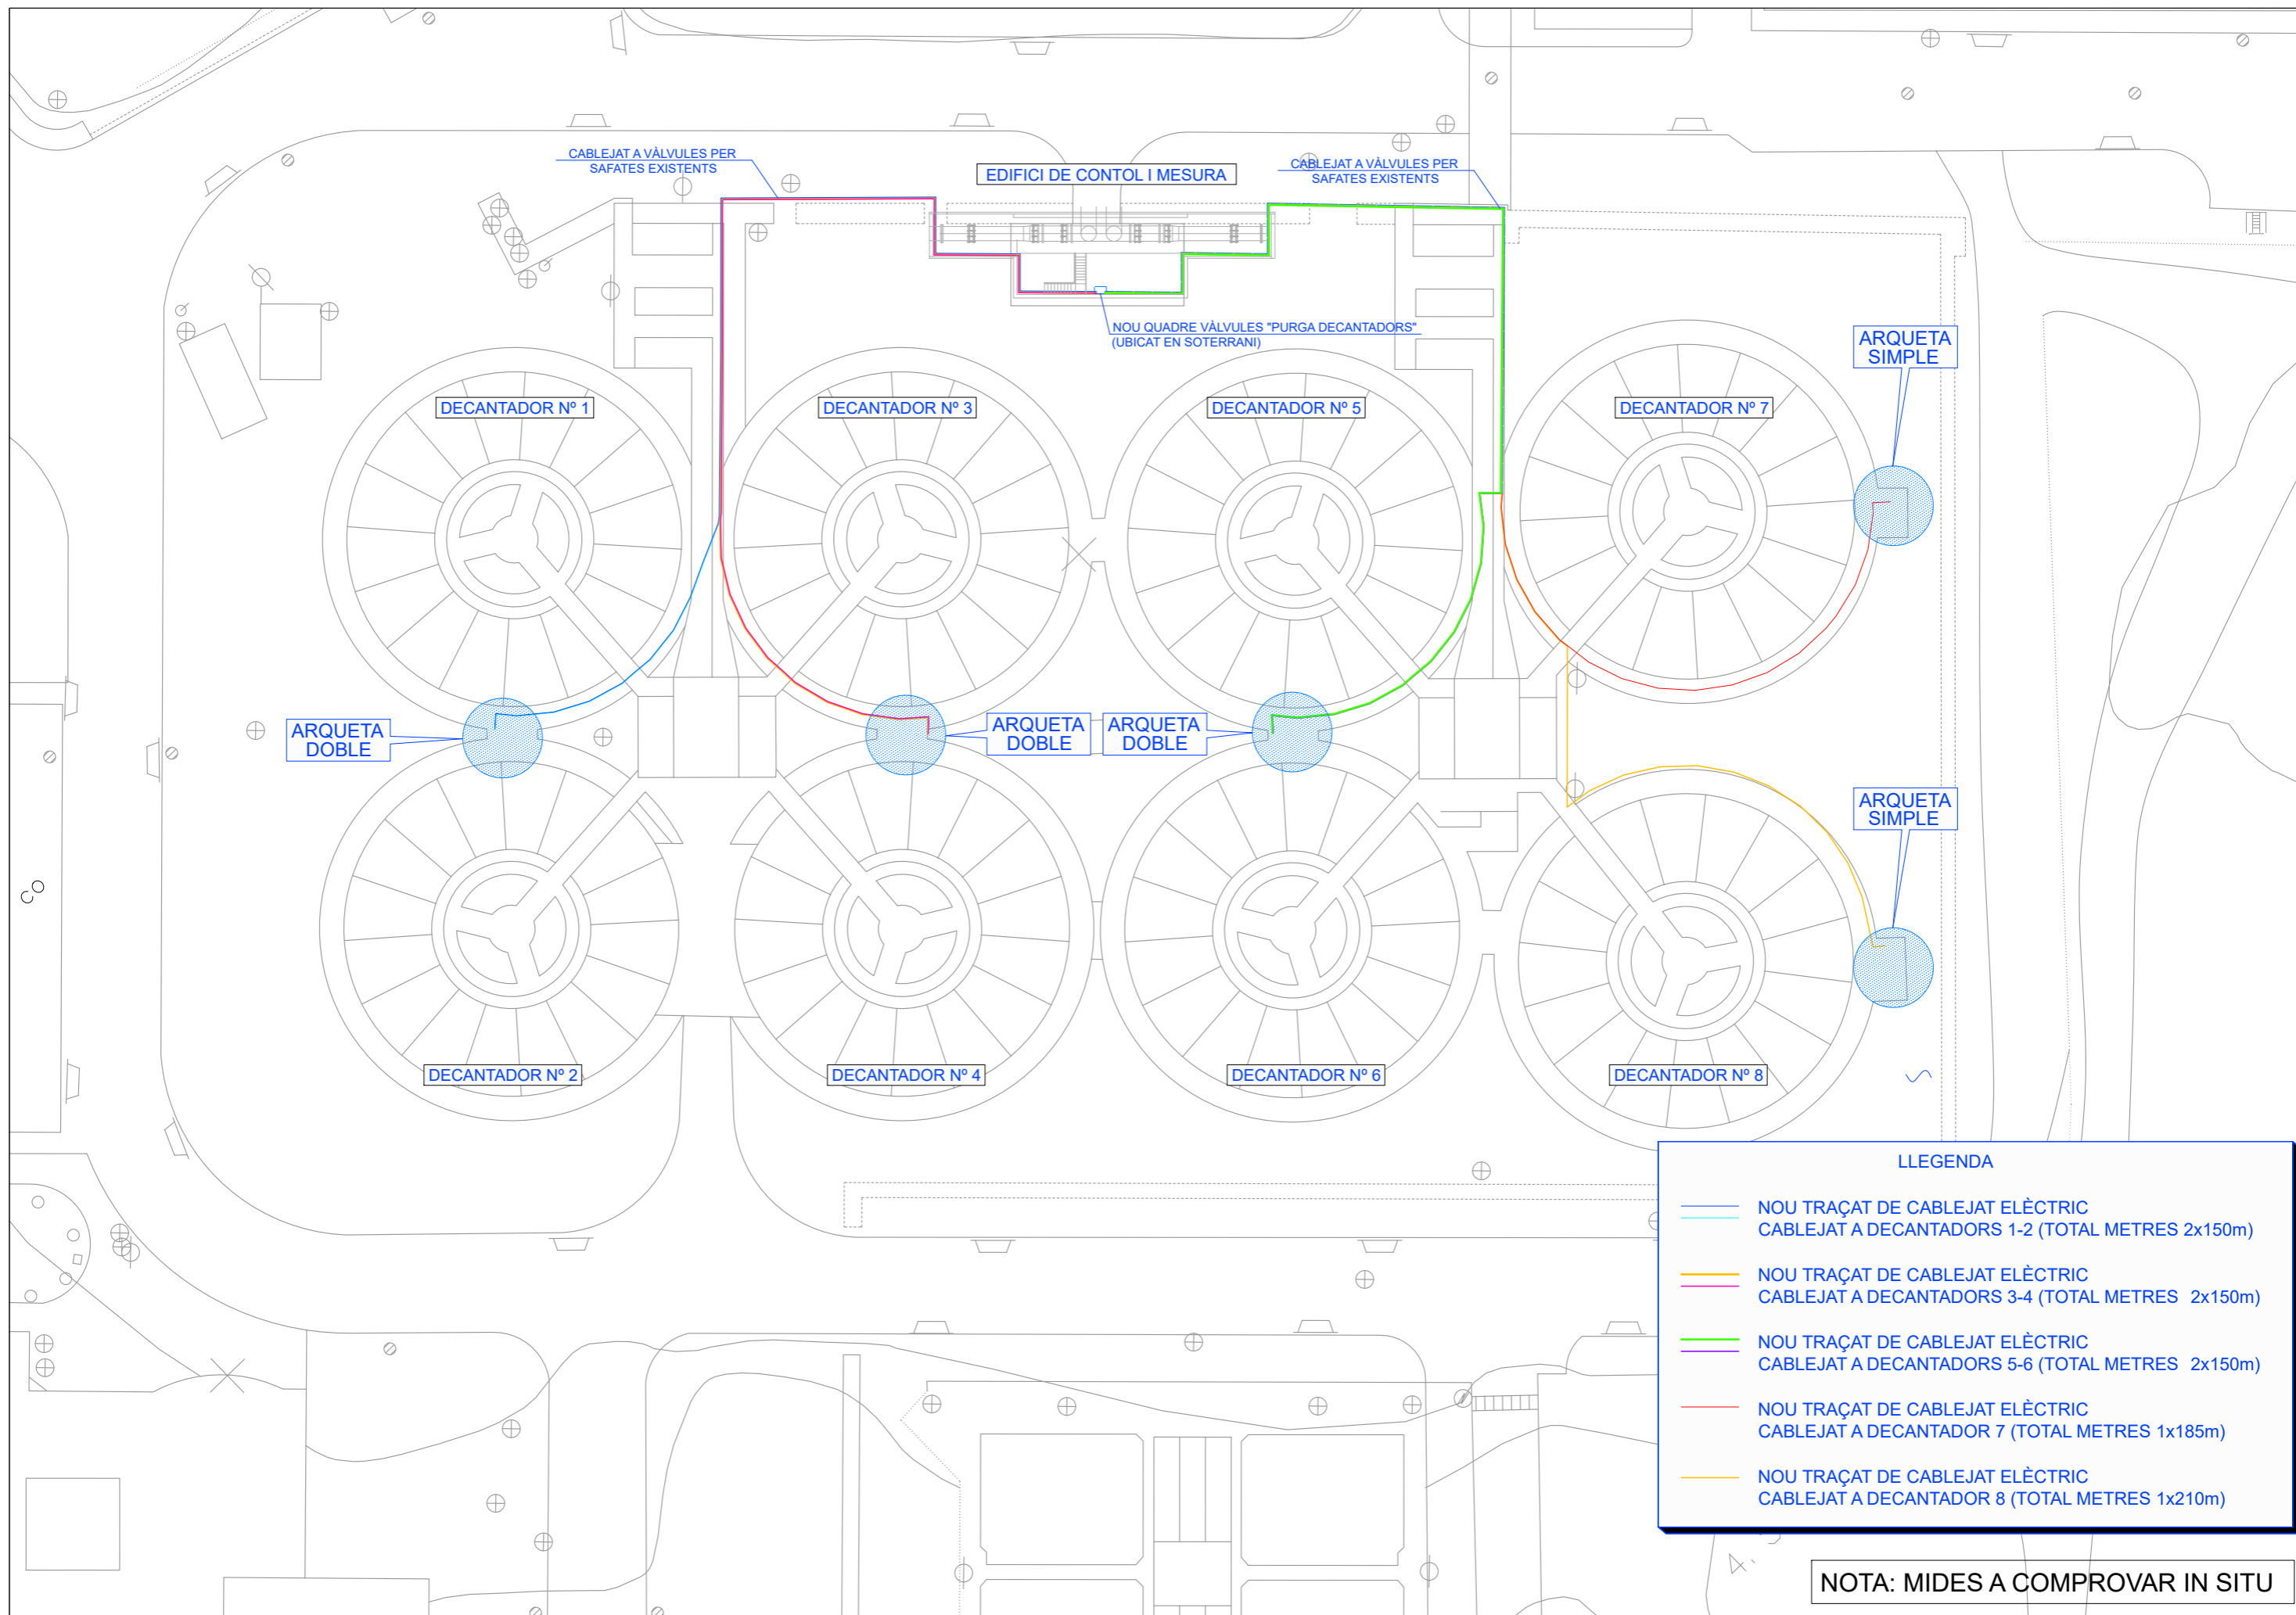 CABLEJAT A VÀLVULES PER
SAFATES EXISTENTS
EDIFICI DE CONTOL I MESURA
CABLEJAT A VÀLVULES PER
SAFATES EXISTENTS
NOU QUADRE VÀLVULES "PURGA DECANTADORS"
(UBICAT EN SOTERRANI)
ARQUETA
SIMPLE
DECANTADOR Nº 1
DECANTADOR Nº 3
DECANTADOR Nº 5
DECANTADOR Nº 7
ARQUETA
DOBLE
ARQUETA
DOBLE
ARQUETA
DOBLE
ARQUETA
SIMPLE
DECANTADOR Nº 2
DECANTADOR Nº 4
DECANTADOR Nº 6
DECANTADOR Nº 8
LLEGENDA
NOU TRAÇAT DE CABLEJAT ELÈCTRIC
CABLEJAT A DECANTADORS 1-2 (TOTAL METRES 2x150m)
NOU TRAÇAT DE CABLEJAT ELÈCTRIC
CABLEJAT A DECANTADORS 3-4 (TOTAL METRES 2x150m)
NOU TRAÇAT DE CABLEJAT ELÈCTRIC
CABLEJAT A DECANTADORS 5-6 (TOTAL METRES 2x150m)
NOU TRAÇAT DE CABLEJAT ELÈCTRIC
CABLEJAT A DECANTADOR 7 (TOTAL METRES 1x185m)
NOU TRAÇAT DE CABLEJAT ELÈCTRIC
CABLEJAT A DECANTADOR 8 (TOTAL METRES 1x210m)
NOTA: MIDES A COMPROVAR IN SITU